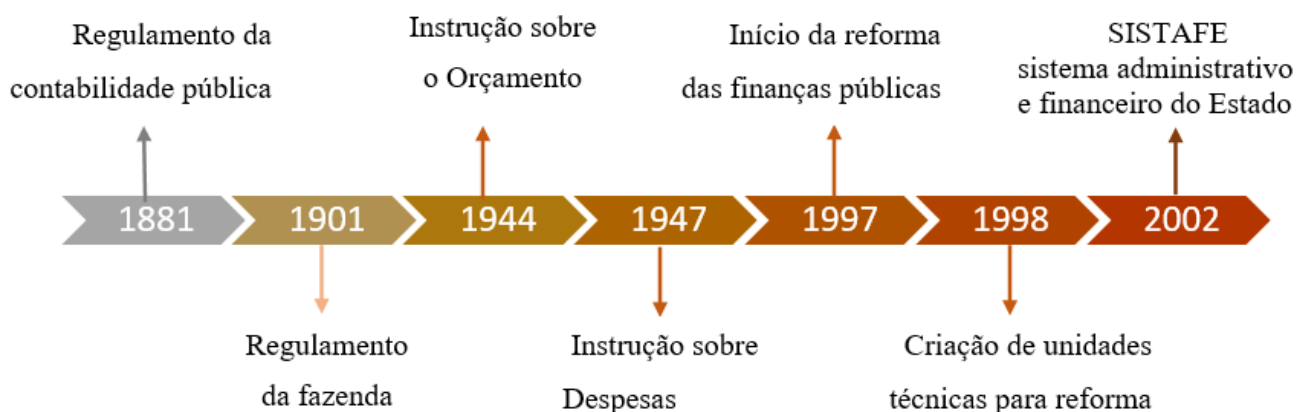 Regulamento da
contabilidade pública
Instrução sobre
o Orçamento
Início da reforma
das finanças públicas
SISTAFE
sistema administrativo
e financeiro do Estado
1881
1901
1944
1947
1997
1998
2002
Regulamento
da fazenda
Instrução sobre
Despesas
Criação de unidades
técnicas para reforma